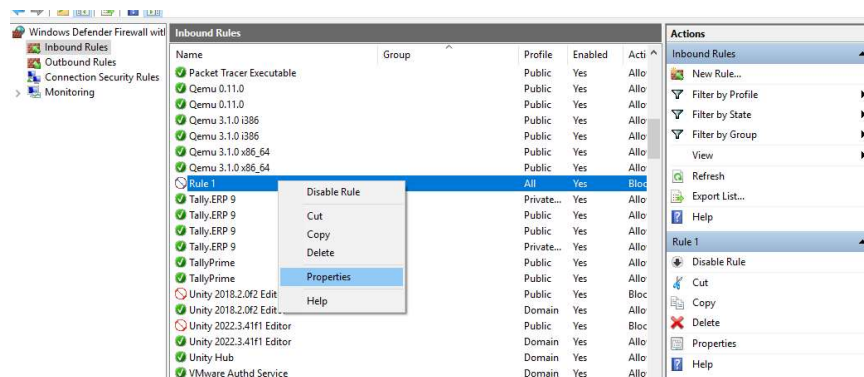 Windows Defender Firewall wit
Inbound Rules
Outbound Rules
Connection Security Rules
Monitoring
Inbound Rules
Name Group Profile Enabled Acti
Packet Tracer Executable Public Yes Allo
Qemu 0.11.0 Public Yes Allo
Qemu 0.11.0 Public Yes Allo
Qemu 3.1.0 i386 Public Yes Allo
Qemu 3.1.0 i386 Public Yes Allo
Qemu 3.1.0 x86_64 Public Yes Allo
Qemu 3.1.0 x86_64 Public Yes Allo
Rule 1 All Yes Bloc
Tally.ERP 9 Private... Yes Allo
Tally.ERP 9 Public Yes Allo
Tally.ERP 9 Public Yes Allo
Tally.ERP 9 Private... Yes Allo
TallyPrime Public Yes Allo
TallyPrime Public Yes Allo
Unity 2018.2.0f2 Edit Public Yes Bloc
Unity 2018.2.0f2 Edit Domain Yes Allo
Unity 2022.3.41f1 Editor Public Yes Bloc
Unity 2022.3.41f1 Editor Domain Yes Allo
Unity Hub Domain Yes Allo
VMware Authd Service Domain Yes Allo
Disable Rule
Cut
Copy
Delete
Properties
Help
Actions
Inbound Rules
New Rule...
Filter by Profile
Filter by State
Filter by Group
View
Refresh
Export List...
Help
Rule 1
Disable Rule
Cut
Copy
Delete
Properties
Help